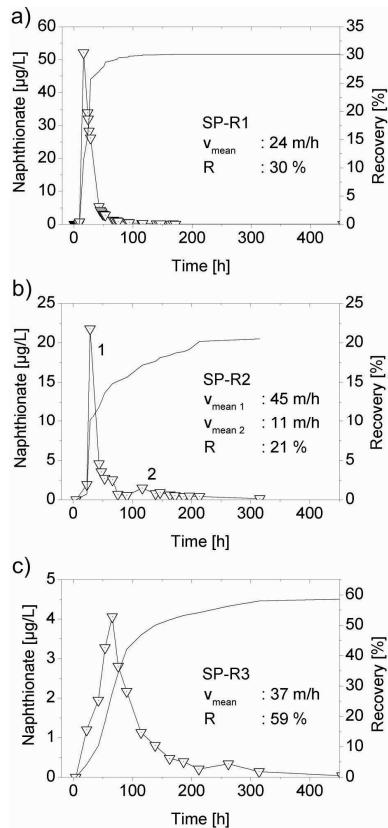 a)
Naphthionate [µg/L]
60
50
40
30
20
10
0
SP-R1
v mean : 24 m/h
R : 30 %
40
35
30
25
20
15
10
5
0
Recovery [%]
0 100 200 300 400
Time [h]
b)
Naphthionate [µg/L]
25
20
15
10
5
0
1
2
SP-R2
v mean 1 : 45 m/h
v mean 2 : 11 m/h
R : 21 %
25
20
15
10
5
0
Recovery [%]
0 100 200 300 400
Time [h]
c)
Naphthionate [µg/L]
5
4
3
2
1
0
SP-R3
v mean : 37 m/h
R : 59 %
65
60
50
40
30
20
10
0
Recovery [%]
0 100 200 300 400
Time [h]